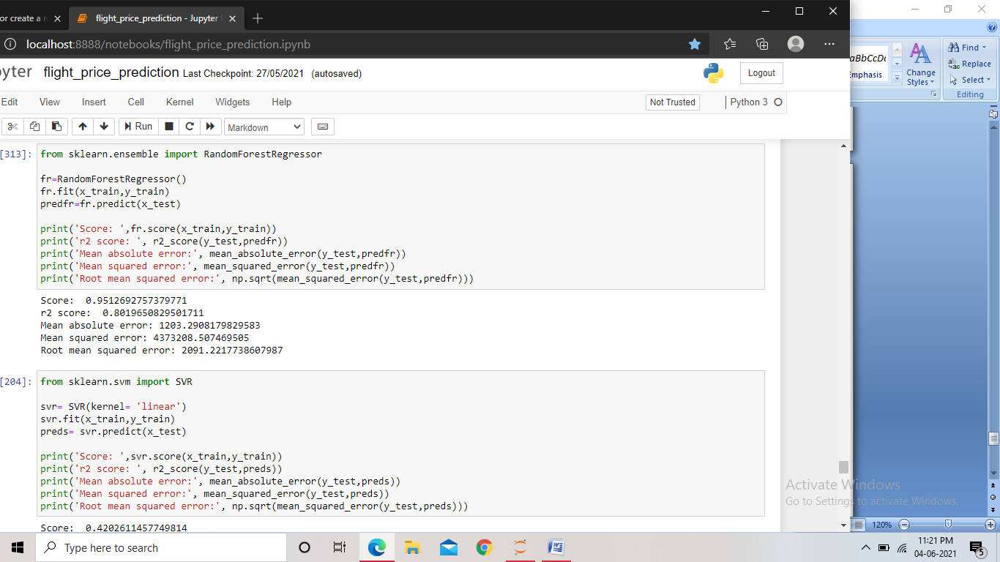 or create a
flight_price_prediction - Jupyter
localhost:8888/notebooks/flight_price_prediction.ipynb
yter flight_price_prediction Last Checkpoint: 27/05/2021 (autosaved)
Logout
Edit View Insert Cell Kernel Widgets Help
Not Trusted
Python 3
Run
Markdown
[313]: from sklearn.ensemble import RandomForestRegressor
fr=RandomForestRegressor()
fr.fit(x_train,y_train)
predfr=fr.predict(x_test)
print('Score: ',fr.score(x_train,y_train))
print('r2 score: ', r2_score(y_test,predfr))
print('Mean absolute error:', mean_absolute_error(y_test,predfr))
print('Mean squared error:', mean_squared_error(y_test,predfr))
print('Root mean squared error:', np.sqrt(mean_squared_error(y_test,predfr)))
Score:  0.9512692757379771
r2 score:  0.8019650829501711
Mean absolute error: 1203.2908179829583
Mean squared error: 4373208.507469505
Root mean squared error: 2091.2217738607987
[204]: from sklearn.svm import SVR
svr= SVR(kernel= 'linear')
svr.fit(x_train,y_train)
preds= svr.predict(x_test)
print('Score: ',svr.score(x_train,y_train))
print('r2 score: ', r2_score(y_test,preds))
print('Mean absolute error:', mean_absolute_error(y_test,preds))
print('Mean squared error:', mean_squared_error(y_test,preds))
print('Root mean squared error:', np.sqrt(mean_squared_error(y_test,preds)))
Score:  0.4202611457749814
aBbCcD
Emphasis
Change
Styles
Find
Replace
Select
Editing
Activate Windows
Go to Settings to activate Windows.
120%
Type here to search
11:21 PM
04-06-2021
5